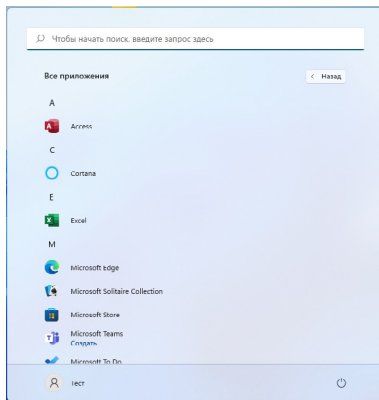 Чтобы начать поиск, введите запрос здесь
Все приложения
Назад
A
Access
C
Cortana
E
Excel
M
Microsoft Edge
Microsoft Solitaire Collection
Microsoft Store
Microsoft Teams
Создать
Microsoft To Do
Тест